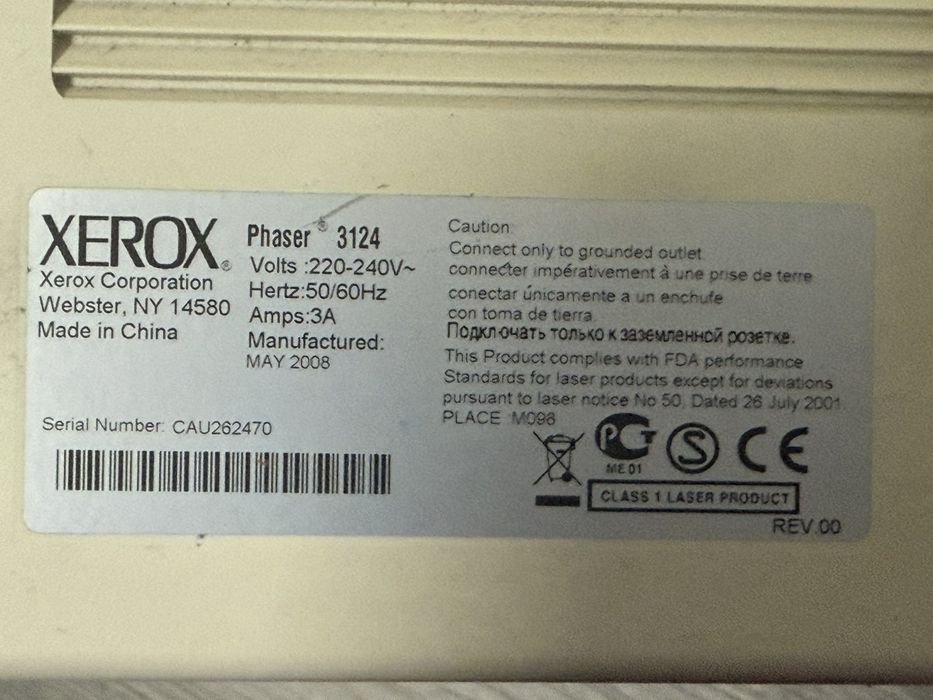 XEROX®
Xerox Corporation
Webster, NY 14580
Made in China
Phaser® 3124
Volts :220-240V~
Hertz:50/60Hz
Amps:3A
Manufactured:
MAY 2008
Serial Number: CAU262470
Caution:
Connect only to grounded outlet
connecter impérativement à une prise de terre
conectar únicamente a un enchufe
con toma de tierra.
Подключать только к заземленной розетке.
This Product complies with FDA performance
Standards for laser products except for deviations
pursuant to laser notice No 50, Dated 26 July 2001
PLACE :M098
РСТ
ME01
S
CE
CLASS 1 LASER PRODUCT
REV.00